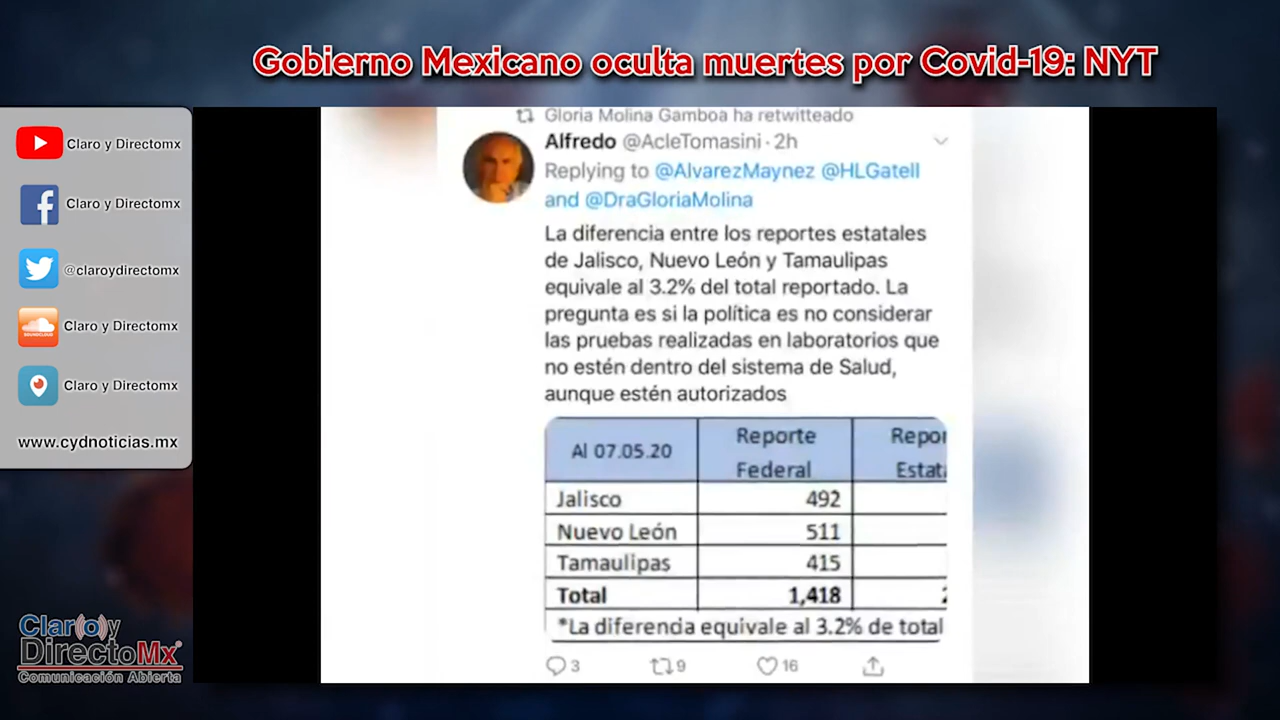 Gobierno Mexicano oculta muertes por Covid-19: NYT
Claro y Directomx
Claro y Directomx
@claroydirectomx
SOUNDCLOUD
Claro y Directomx
Claro y Directomx
www.cydnoticias.mx
Claro y
DirectoMx
Comunicación Abierta
Gloria Molina Gamboa ha retwitteado
Alfredo @AcleTomasini · 2h
Replying to @AlvarezMaynez @HLGatell
and @DraGloriaMolina
La diferencia entre los reportes estatales
de Jalisco, Nuevo León y Tamaulipas
equivale al 3.2% del total reportado. La
pregunta es si la política es no considerar
las pruebas realizadas en laboratorios que
no estén dentro del sistema de Salud,
aunque estén autorizados
Al 07.05.20 Reporte Federal
Jalisco 492
Nuevo León 511
Tamaulipas 415
Total 1,418
*La diferencia equivale al 3.2% de total
3 9 16